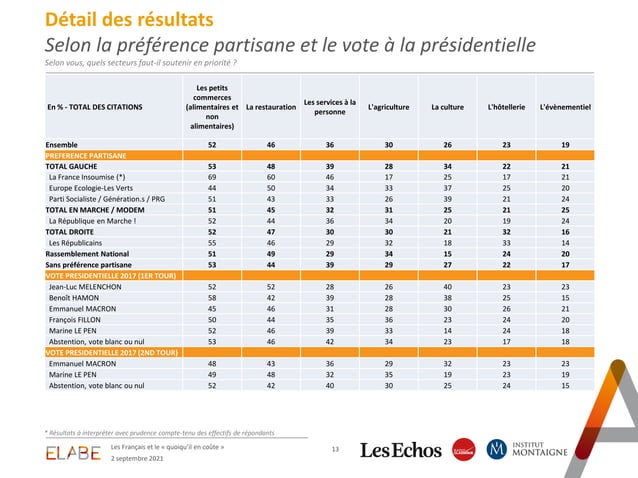 Détail des résultats
Selon la préférence partisane et le vote à la présidentielle
Selon vous, quels secteurs faut-il soutenir en priorité ?
En % - TOTAL DES CITATIONS Les petits commerces (alimentaires et non alimentaires) La restauration Les services à la personne L'agriculture La culture L'hôtellerie L'évènementiel
Ensemble 52 46 36 30 26 23 19
PREFERENCE PARTISANE
TOTAL GAUCHE 53 48 39 28 34 22 21
La France Insoumise (*) 69 60 46 17 25 17 21
Europe Ecologie-Les Verts 44 50 34 33 37 25 20
Parti Socialiste / Génération.s / PRG 51 43 33 26 39 21 24
TOTAL EN MARCHE / MODEM 51 45 32 31 25 21 25
La République en Marche ! 52 44 36 34 20 19 24
TOTAL DROITE 52 47 30 30 21 32 16
Les Républicains 55 46 29 32 18 33 14
Rassemblement National 51 49 29 34 15 24 20
Sans préférence partisane 53 44 39 29 27 22 17
VOTE PRESIDENTIELLE 2017 (1ER TOUR)
Jean-Luc MELENCHON 52 52 28 26 40 23 23
Benoît HAMON 58 42 39 28 38 25 15
Emmanuel MACRON 45 46 31 28 30 26 21
François FILLON 50 44 35 36 23 24 20
Marine LE PEN 52 46 39 33 14 24 18
Abstention, vote blanc ou nul 53 46 42 34 23 17 18
VOTE PRESIDENTIELLE 2017 (2ND TOUR)
Emmanuel MACRON 48 43 36 29 32 23 23
Marine LE PEN 49 48 32 35 19 23 19
Abstention, vote blanc ou nul 52 42 40 30 25 24 15
* Résultats à interpréter avec prudence compte-tenu des effectifs de répondants
ELABE
Les Français et le « quoiqu'il en coûte »
2 septembre 2021
13
LesEchos
INSTITUT
MONTAIGNE